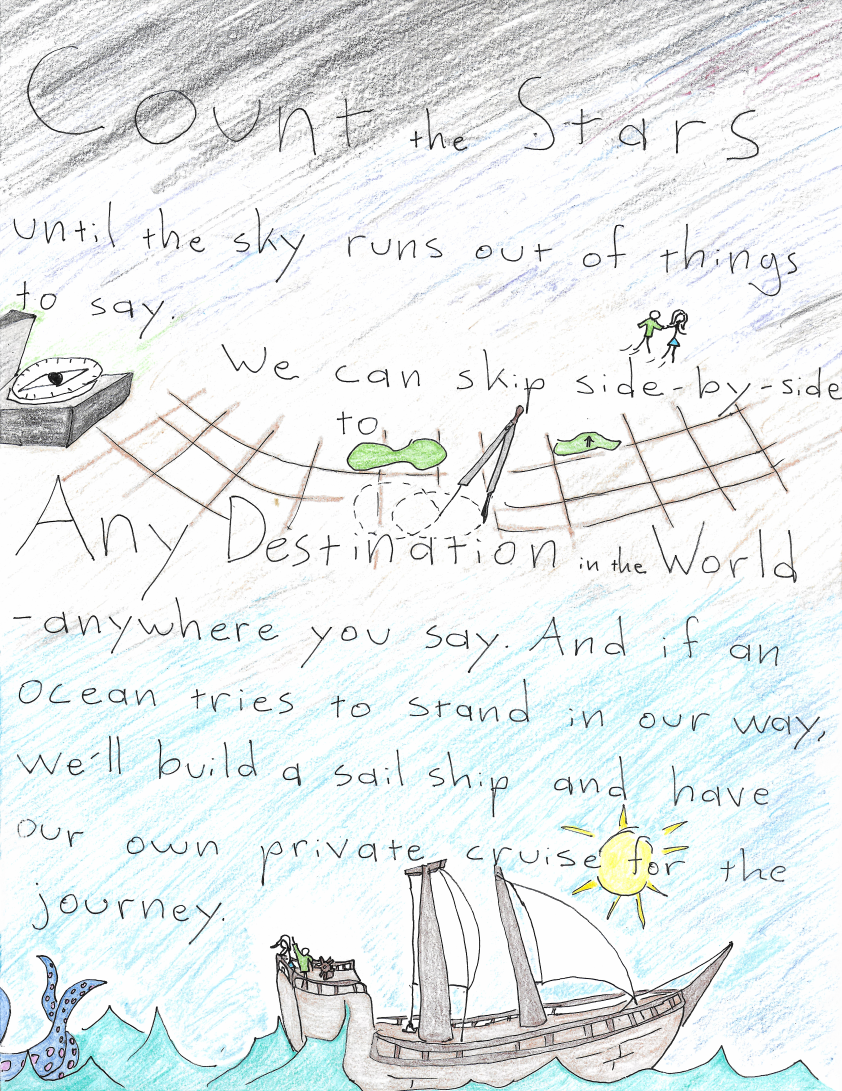 Count the Stars
until the sky runs out of things
to say.
We can skip side-by-side
to
Any Destination in the World
-anywhere you say. And if an
ocean tries to stand in our way,
We'll build a sail ship and have
our own private cruise for the
journey.